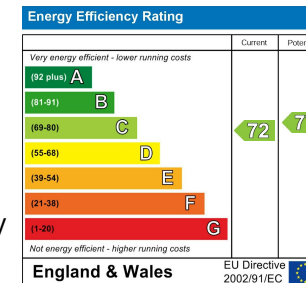 Energy Efficiency Rating
Current
Very energy efficient - lower running costs
(92 plus) A
(81-91) B
(69-80) C
72
(55-68) D
(39-54) E
(21-38) F
(1-20) G
Not energy efficient - higher running costs
England & Wales
EU Directive
2002/91/EC